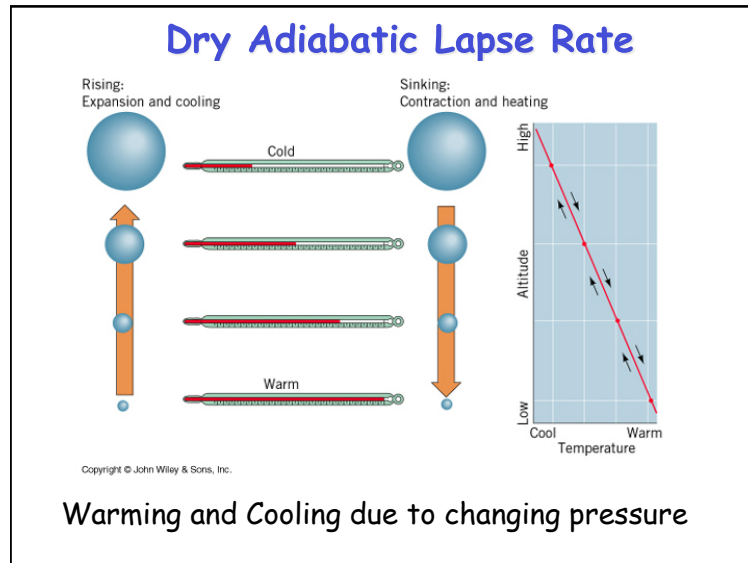 Dry Adiabatic Lapse Rate
Rising:
Expansion and cooling
Sinking:
Contraction and heating
Cold
Warm
High
Altitude
Low
Cool
Warm
Temperature
Copyright © John Wiley & Sons, Inc.
Warming and Cooling due to changing pressure